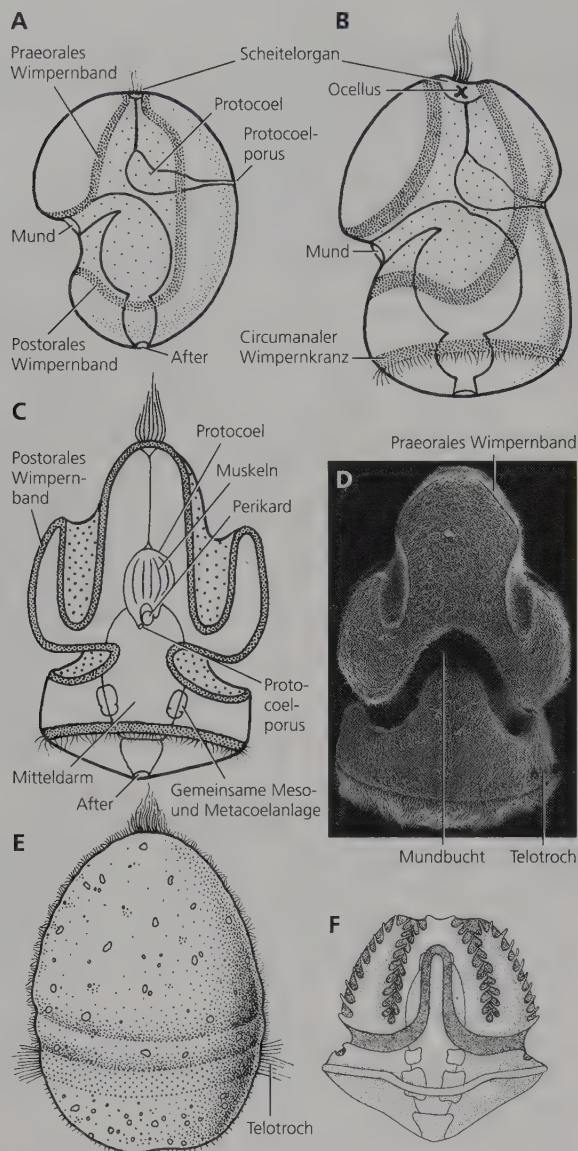 A
Praeorales
Wimpernband
Scheitelorgan
Protocoel
Protocoel-
porus
Mund
Postorales
Wimpernband
After
B
Ocellus
Mund
Circumanaler
Wimpernkranz
C
Postorales
Wimpern-
band
Protocoel
Muskeln
Perikard
Proto-
coel-
porus
Mitteldarm
After
Gemeinsame Meso-
und Metacoelanlage
Praeorales Wimpernband
D
Mundbucht
Telotroch
E
Telotroch
F